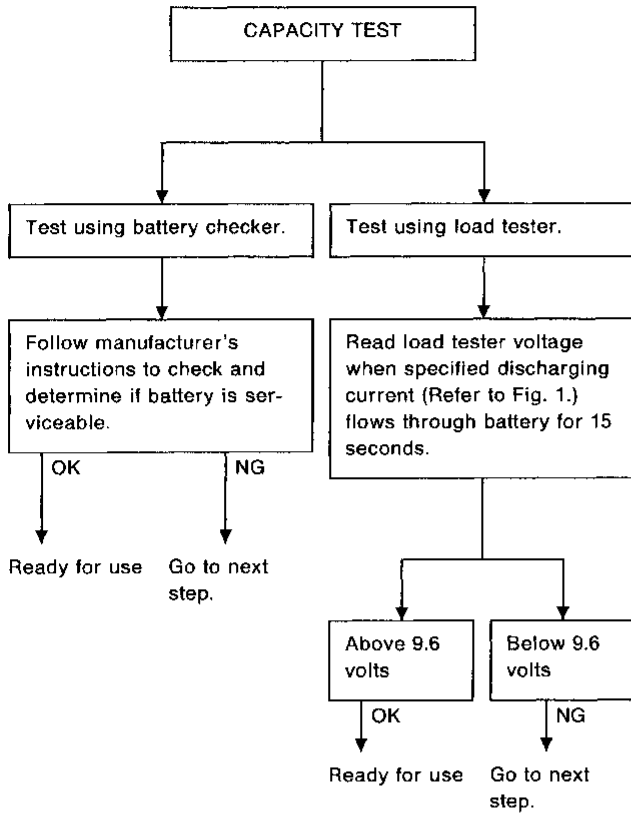 CAPACITY TEST
Test using battery checker.
Test using load tester.
Follow manufacturer's
instructions to check and
determine if battery is ser-
viceable.
Read load tester voltage
when specified discharging
current (Refer to Fig. 1.)
flows through battery for 15
seconds.
OK
NG
Ready for use
Go to next
step.
Above 9.6
volts
Below 9.6
volts
OK
NG
Ready for use
Go to next
step.